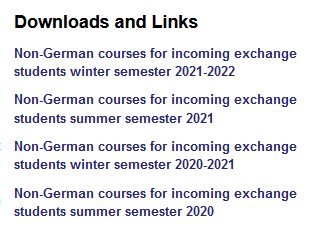 Downloads and Links
Non-German courses for incoming exchange
students winter semester 2021-2022
Non-German courses for incoming exchange
students summer semester 2021
Non-German courses for incoming exchange
students winter semester 2020-2021
Non-German courses for incoming exchange
students summer semester 2020